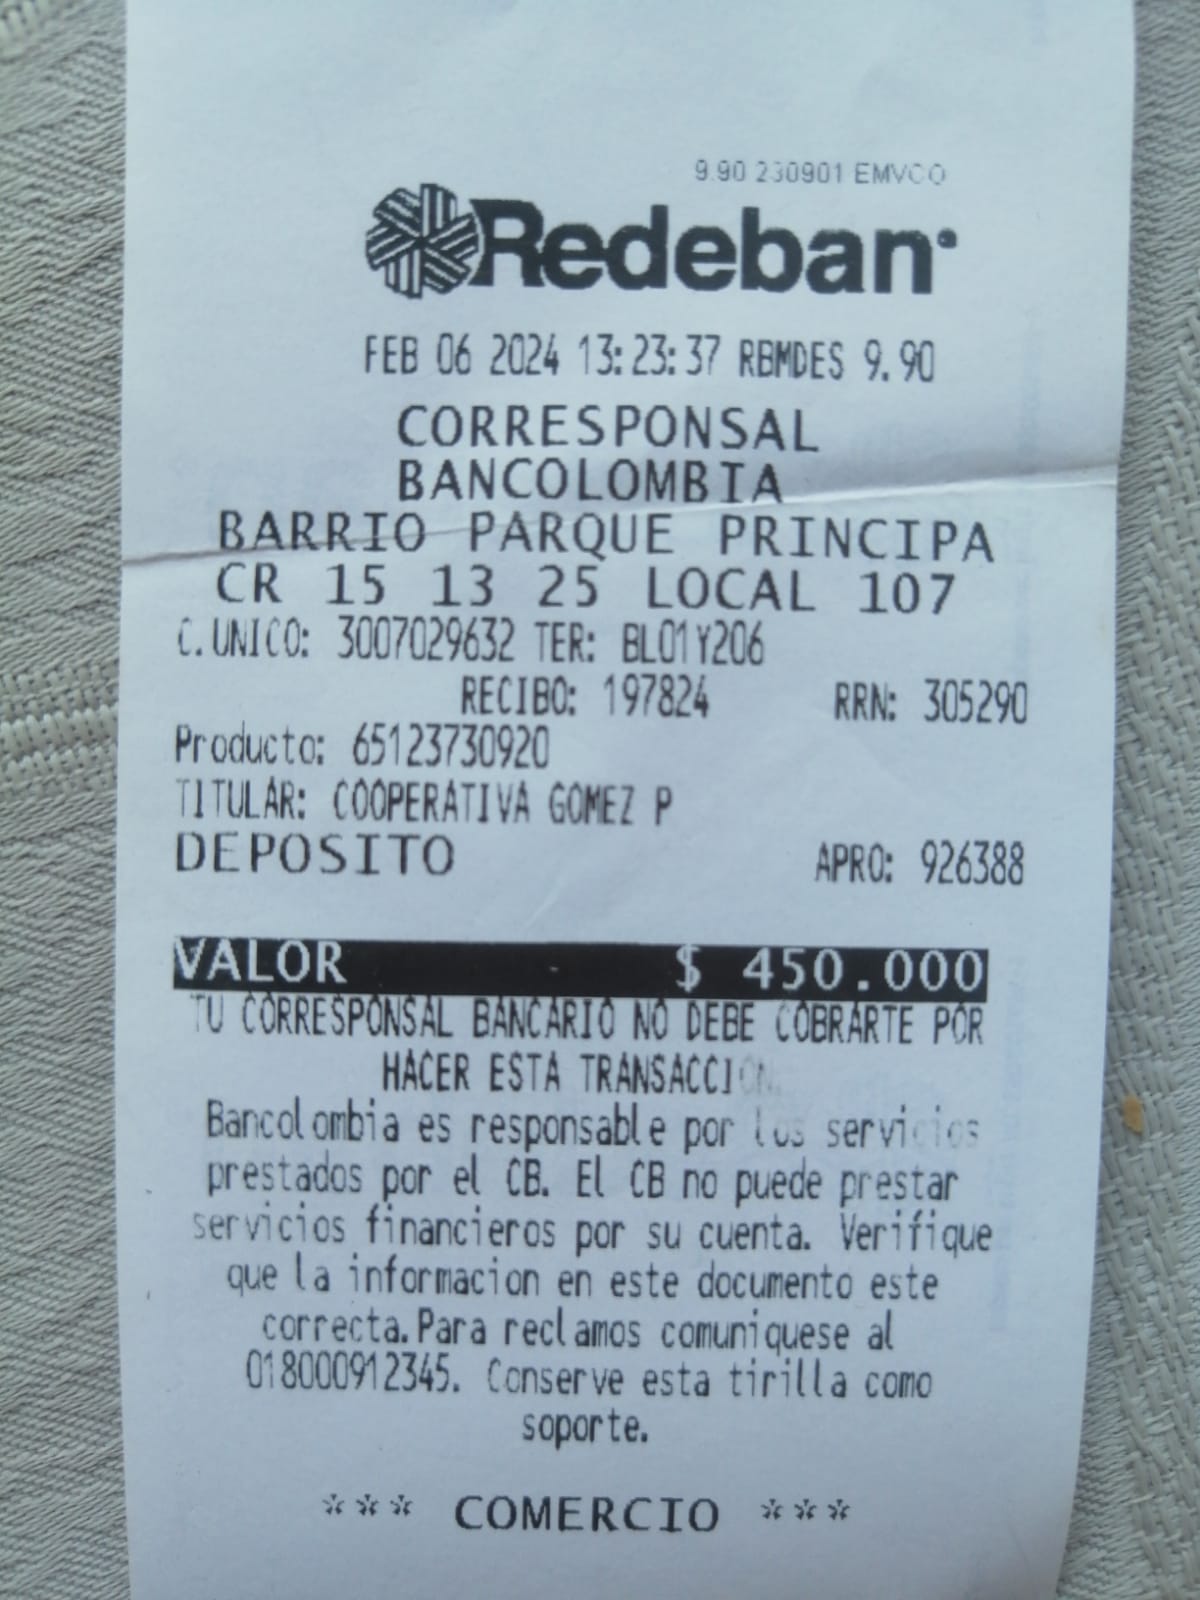 9.90 230901 EMVCO
Redeban
FEB 06 2024 13:23:37 RBMDES 9.90
CORRESPONSAL
BANCOLOMBIA
BARRIO PARQUE PRINCIPA
CR 15 13 25 LOCAL 107
C.UNICO: 3007029632 TER: BL01Y206
RECIBO: 197824 RRN: 305290
Producto: 65123730920
TITULAR: COOPERATIVA GOMEZ P
DEPOSITO APRO: 926388
VALOR $ 450.000
TU CORRESPONSAL BANCARIO NO DEBE COBRARTE POR
HACER ESTA TRANSACCION.
Bancolombia es responsable por los servicios
prestados por el CB. El CB no puede prestar
servicios financieros por su cuenta. Verifique
que la informacion en este documento este
correcta.Para reclamos comuniquese al
018000912345. Conserve esta tirilla como
soporte.
*** COMERCIO ***